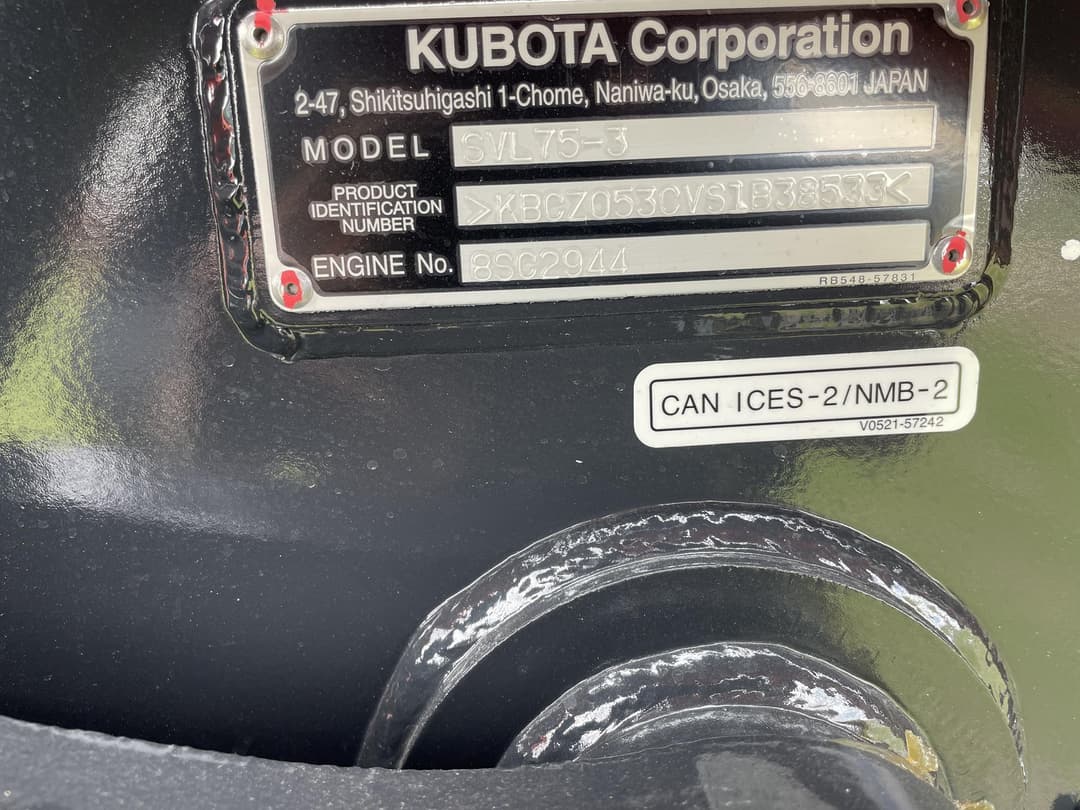 KUBOTA Corporation
2-47, Shikitsuhigashi 1-Chome, Naniwa-ku, Osaka, 556-8601 JAPAN
MODEL SVL75-3
PRODUCT
IDENTIFICATION
NUMBER
>KBCZ053CVS1B38533<
ENGINE No. 8SG2944
RB548-57831
CAN ICES-2/NMB-2
V0521-57242